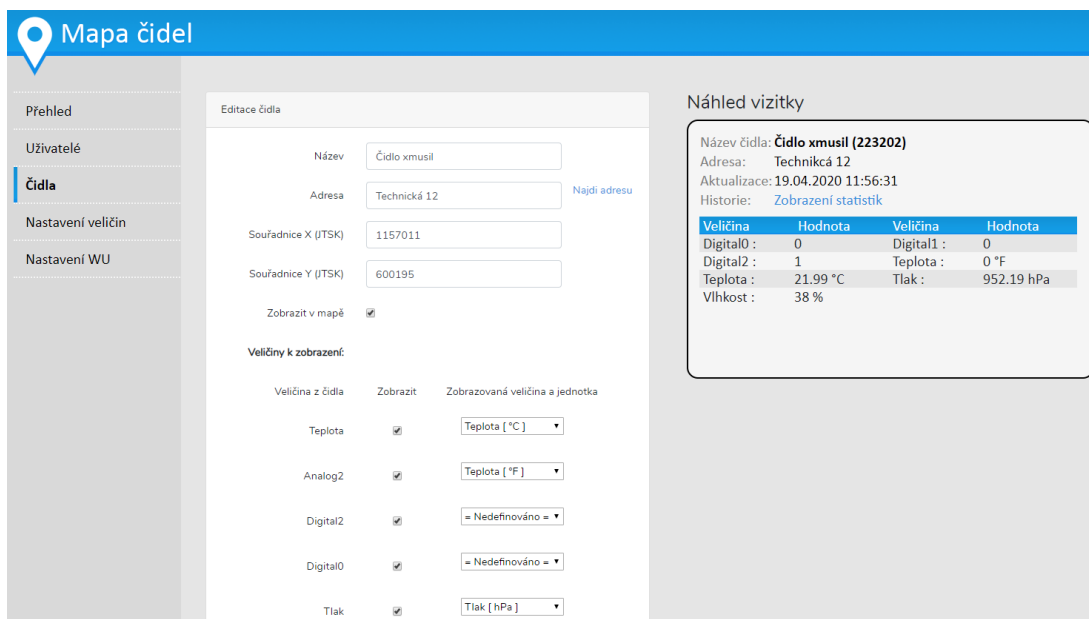 Mapa čidel
Přehled
Uživatelé
Čidla
Nastavení veličin
Nastavení WU
Editace čidla
Název Čidlo xmusil
Adresa Technická 12 Najdi adresu
Souřadnice X (JTSK) 1157011
Souřadnice Y (JTSK) 600195
Zobrazit v mapě
Veličiny k zobrazení:
Veličina z čidla Zobrazit Zobrazovaná veličina a jednotka
Teplota Teplota [ °C ]
Analog2 Teplota [ °F ]
Digital2 = Nedefinováno =
Digital0 = Nedefinováno =
Tlak Tlak [ hPa ]
Náhled vizitky
Název čidla: Čidlo xmusil (223202)
Adresa: Technikcá 12
Aktualizace: 19.04.2020 11:56:31
Historie: Zobrazení statistik
Veličina Hodnota Veličina Hodnota
Digital0 : 0 Digital1 : 0
Digital2 : 1 Teplota : 0 °F
Teplota : 21.99 °C Tlak : 952.19 hPa
Vlhkost : 38 %